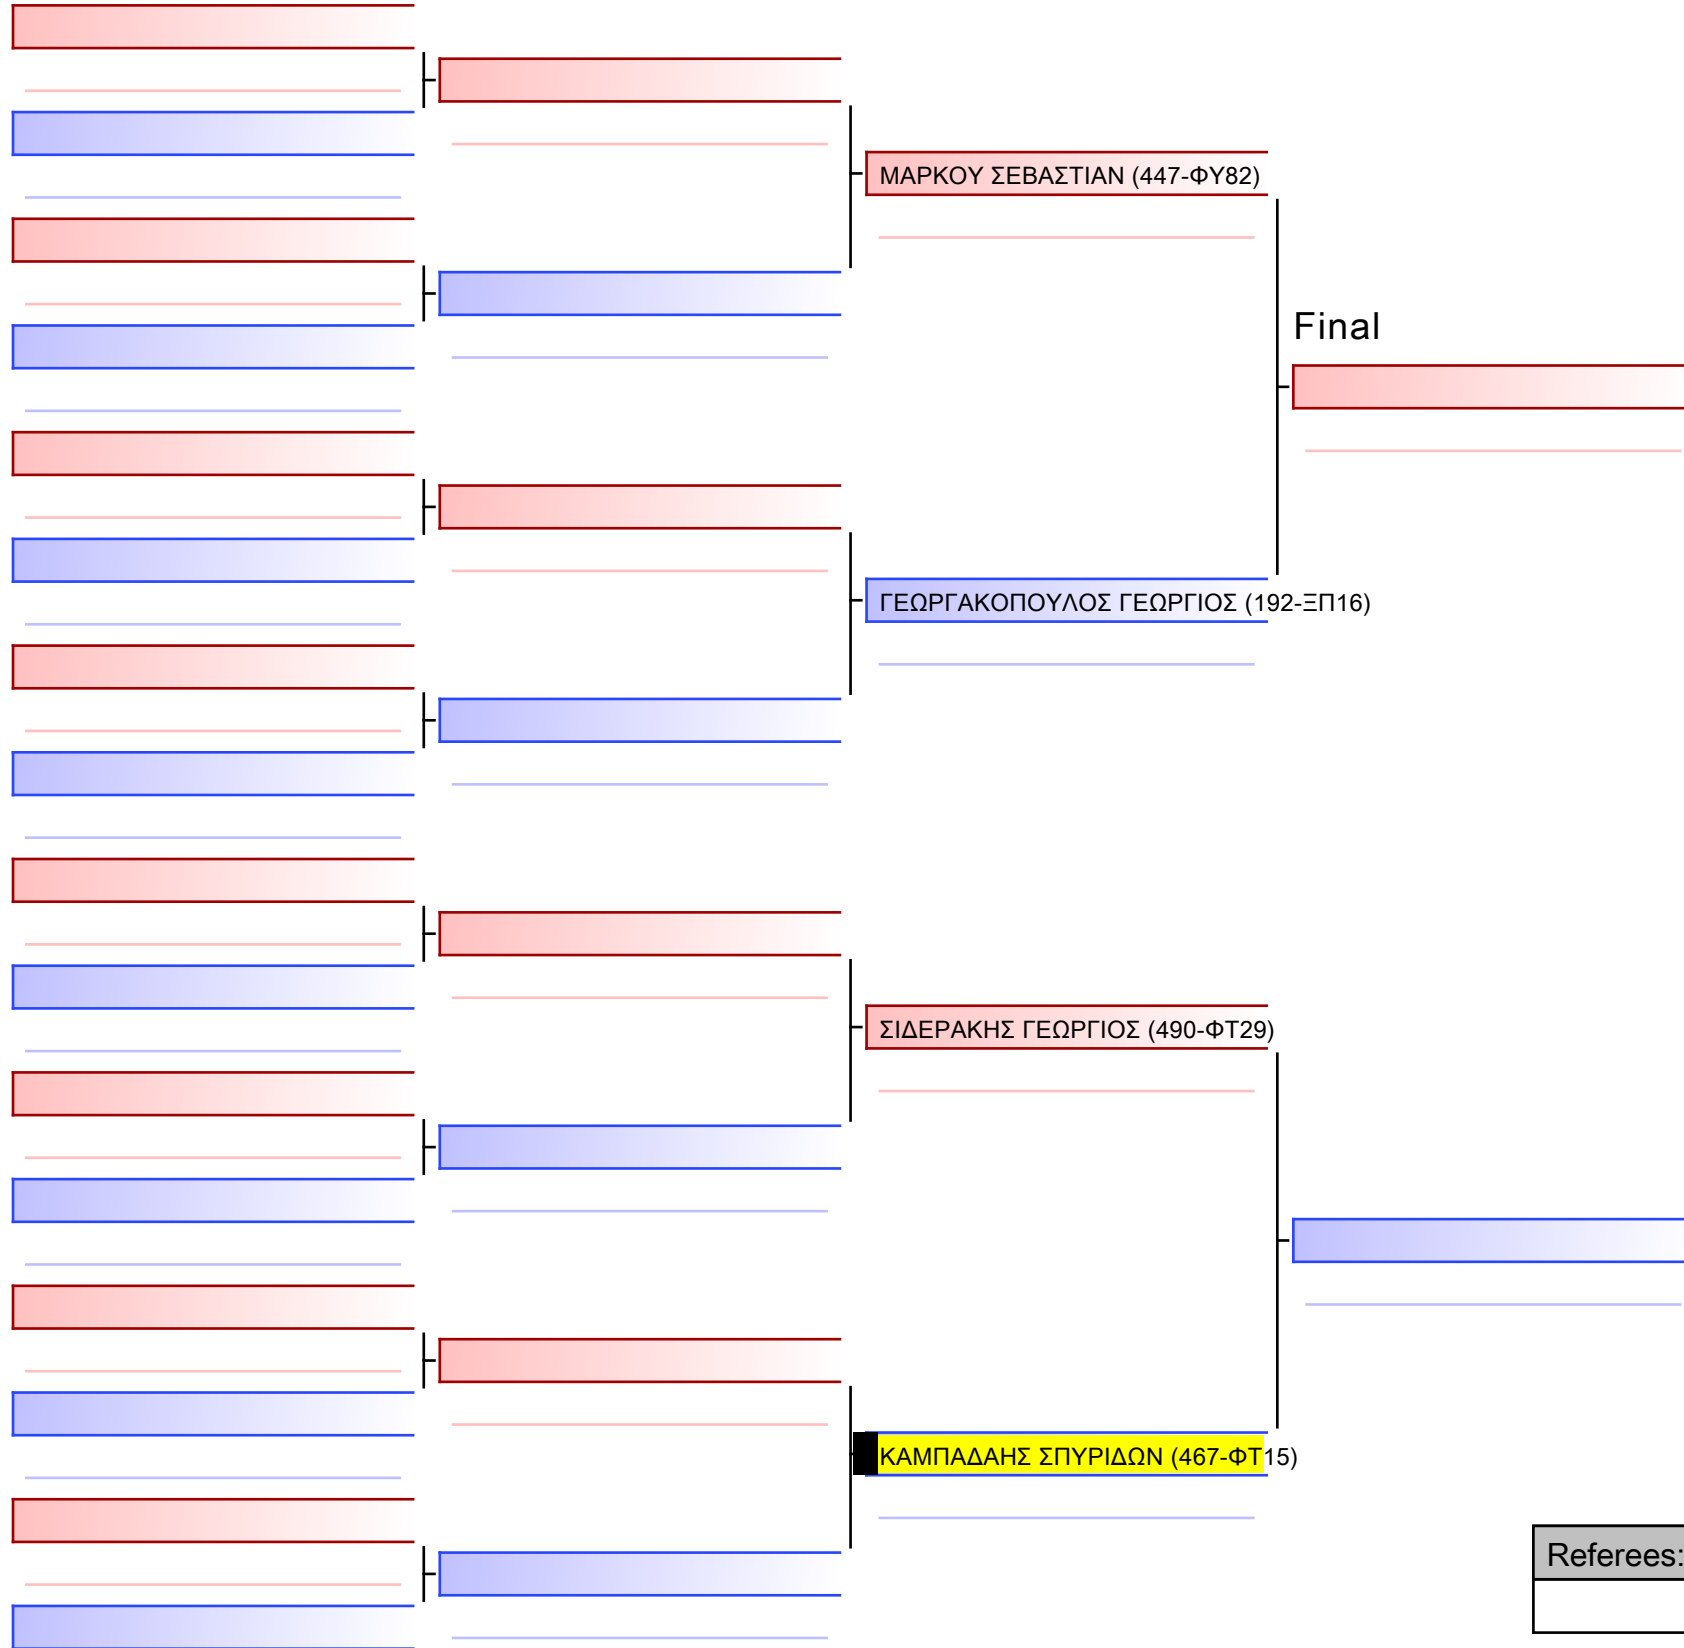 ΜΑΡΚΟΥ ΣΕΒΑΣΤΙΑΝ (447-ΦΥ82)
Final
ΓΕΩΡΓΑΚΟΠΟΥΛΟΣ ΓΕΩΡΓΙΟΣ (192-ΞΠ16)
ΣΙΔΕΡΑΚΗΣ ΓΕΩΡΓΙΟΣ (490-ΦΤ29)
ΚΑΜΠΑΔΑΗΣ ΣΠΥΡΙΔΩΝ (467-ΦΤ15)
Referees: